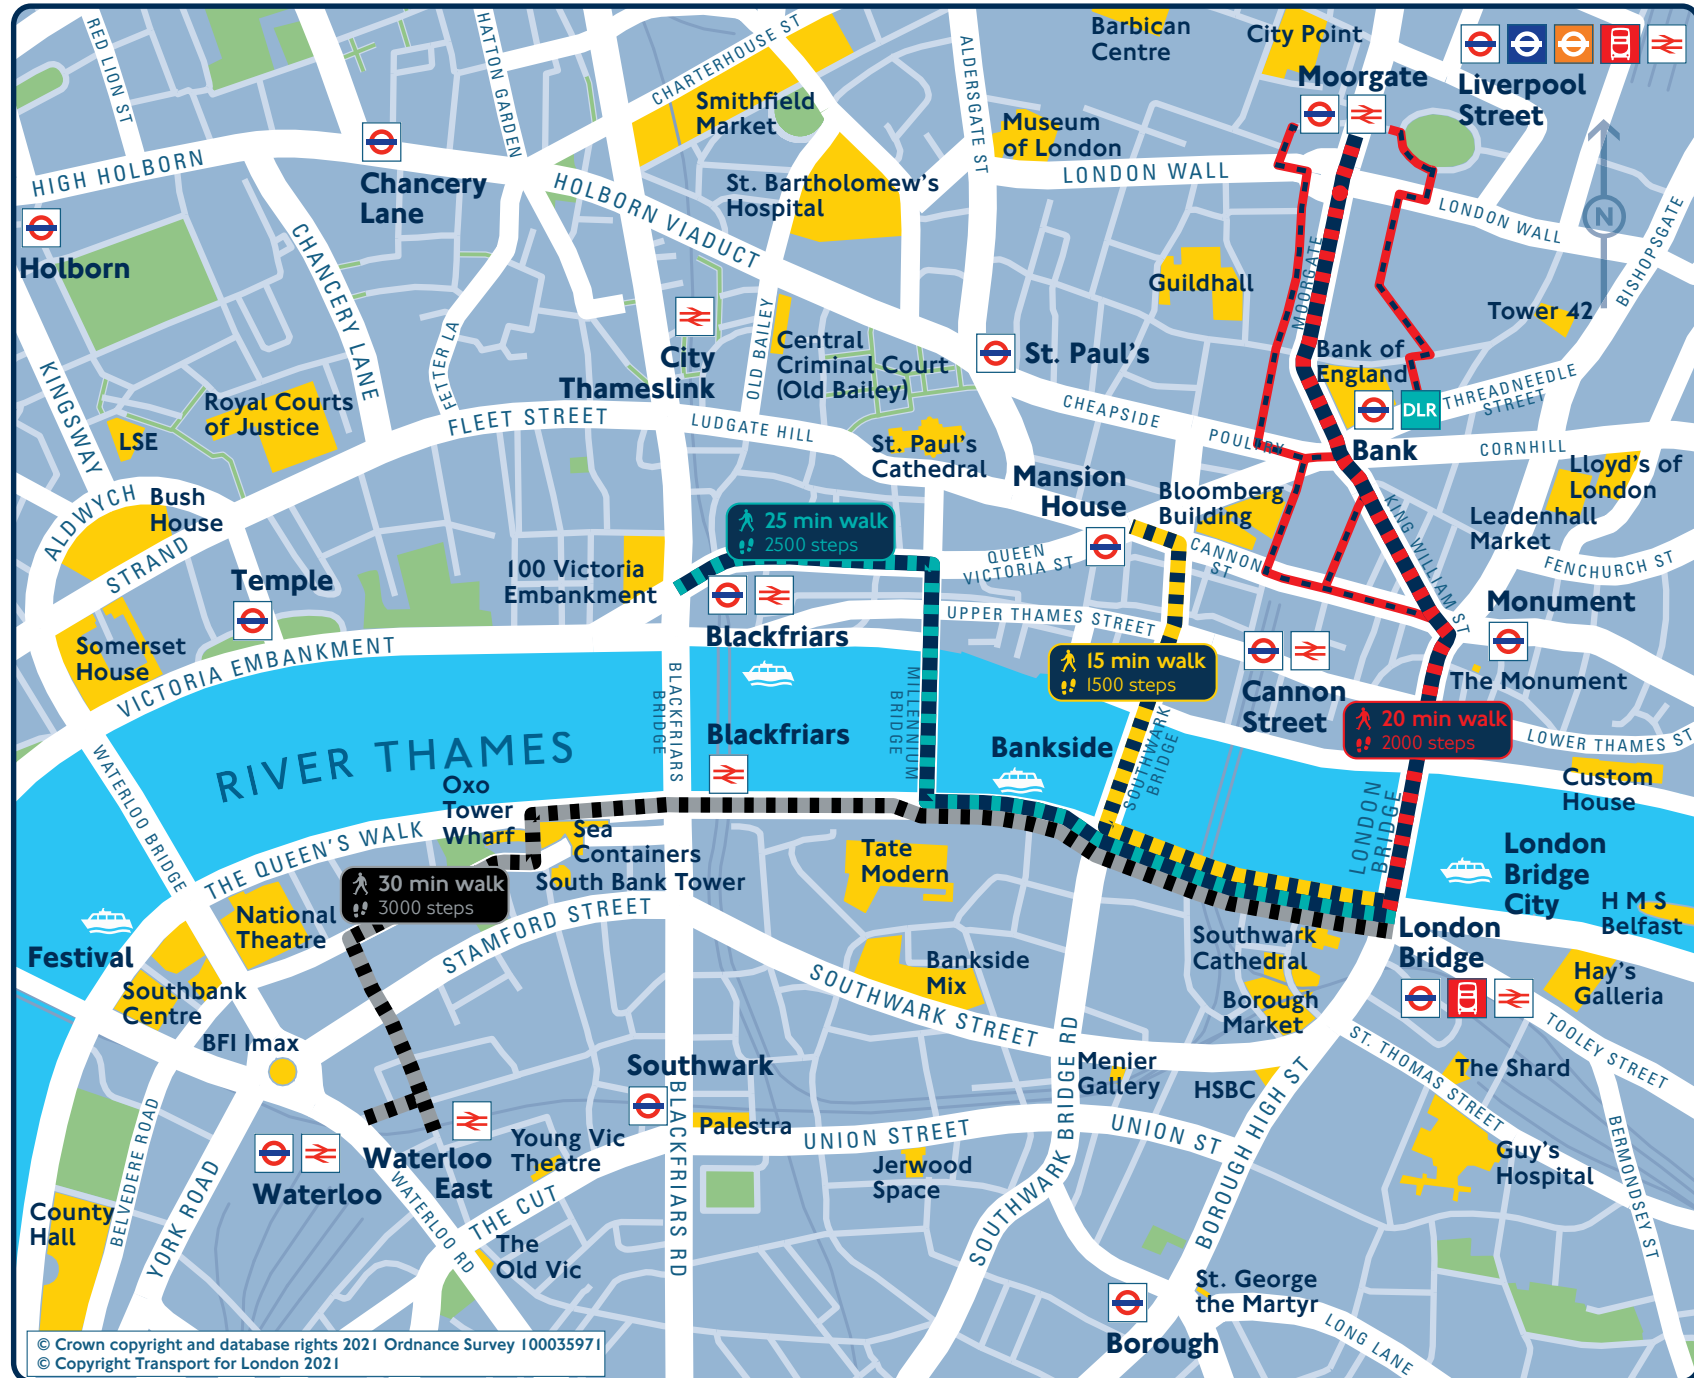 RED LION ST
HATTON GARDEN
CHARTERHOUSE ST
Smithfield
Market
ALDERSGATE ST
Barbican
Centre
City Point
Moorgate
Liverpool
Street
Museum
of London
LONDON WALL
HIGH HOLBORN
Chancery
Lane
HOLBORN VIADUCT
St. Bartholomew's
Hospital
LONDON WALL
N
BISHOPSGATE
Holborn
CHANCERY LANE
Guildhall
MOORGATE
Tower 42
KINGSWAY
FETTER LA
City
Thameslink
OLD BAILEY
Central
Criminal Court
(Old Bailey)
St. Paul's
Bank of
England
DLR
THREADNEEDLE
STREET
LSE
Royal Courts
of Justice
FLEET STREET
LUDGATE HILL
St. Paul's
Cathedral
CHEAPSIDE
POULTRY
Bank
CORNHILL
Lloyd's of
London
ALDWYCH
Bush
House
STRAND
25 min walk
2500 steps
Mansion
House
Bloomberg
Building
KING WILLIAM ST
Leadenhall
Market
Temple
100 Victoria
Embankment
QUEEN
VICTORIA ST
CANNON
ST
FENCHURCH ST
Monument
Somerset
House
VICTORIA EMBANKMENT
Blackfriars
UPPER THAMES STREET
15 min walk
1500 steps
Cannon
Street
The Monument
20 min walk
2000 steps
LOWER THAMES ST
RIVER THAMES
BLACKFRIARS
BRIDGE
Blackfriars
MILLENNIUM
BRIDGE
Bankside
SOUTHWARK
BRIDGE
LONDON
BRIDGE
Custom
House
WATERLOO BRIDGE
THE QUEEN'S WALK
Oxo
Tower
Wharf
Sea
Containers
South Bank Tower
30 min walk
3000 steps
Tate
Modern
London
Bridge
City
H M S
Belfast
Festival
National
Theatre
STAMFORD STREET
Southwark
Cathedral
London
Bridge
Southbank
Centre
Bankside
Mix
SOUTHWARK STREET
Borough
Market
Hay's
Galleria
BFI Imax
Southwark
Menier
Gallery
HSBC
ST. THOMAS STREET
The Shard
TOOLEY STREET
BELVEDERE ROAD
Waterloo
Waterloo
East
Young Vic
Theatre
Palestra
UNION STREET
UNION ST
Jerwood
Space
SOUTHWARK BRIDGE RD
BOROUGH HIGH ST
Guy's
Hospital
BERMONDSEY ST
County
Hall
YORK ROAD
WATERLOO RD
THE CUT
The
Old Vic
BLACKFRIARS RD
St. George
the Martyr
Borough
LONG LANE
© Crown copyright and database rights 2021 Ordnance Survey 100035971
© Copyright Transport for London 2021